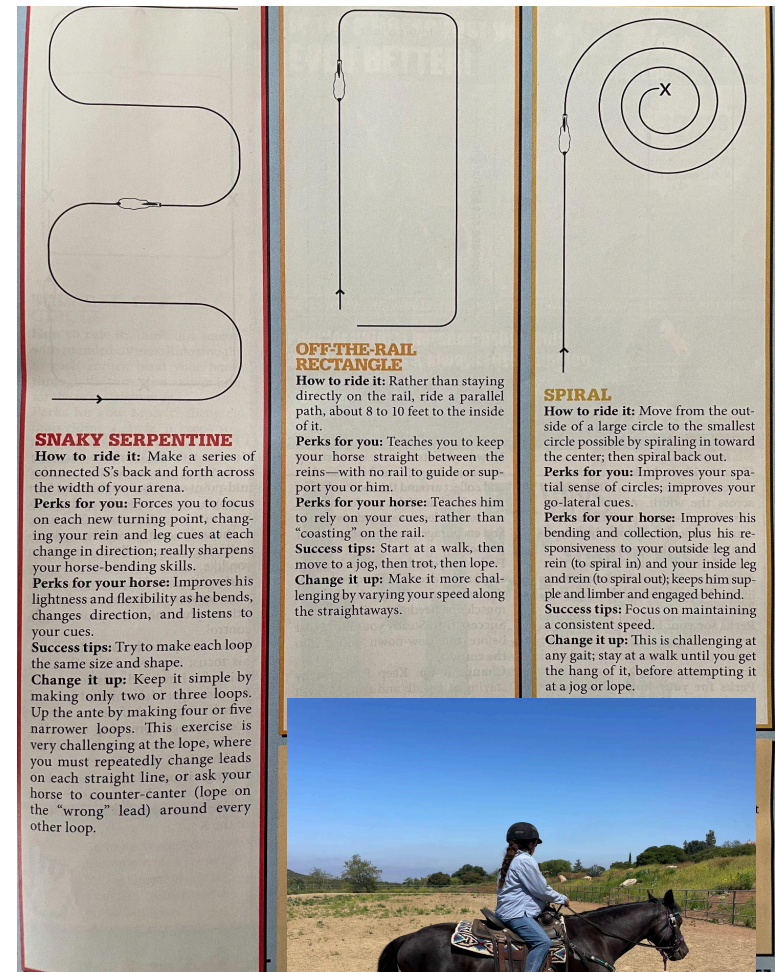 SNAKY SERPENTINE
How to ride it: Make a series of
connected S's back and forth across
the width of your arena.
Perks for you: Forces you to focus
on each new turning point, chang-
ing your rein and leg cues at each
change in direction; really sharpens
your horse-bending skills.
Perks for your horse: Improves his
lightness and flexibility as he bends,
changes direction, and listens to
your cues.
Success tips: Try to make each loop
the same size and shape.
Change it up: Keep it simple by
making only two or three loops.
Up the ante by making four or five
narrower loops. This exercise is
very challenging at the lope, where
you must repeatedly change leads
on each straight line, or ask your
horse to counter-canter (lope on
the “wrong” lead) around every
other loop.
OFF-THE-RAIL
RECTANGLE
How to ride it: Rather than staying
directly on the rail, ride a parallel
path, about 8 to 10 feet to the inside
of it.
Perks for you: Teaches you to keep
your horse straight between the
reins—with no rail to guide or sup-
port you or him.
Perks for your horse: Teaches him
to rely on your cues, rather than
“coasting” on the rail.
Success tips: Start at a walk, then
move to a jog, then trot, then lope.
Change it up: Make it more chal-
lenging by varying your speed along
the straightaways.
X
SPIRAL
How to ride it: Move from the out-
side of a large circle to the smallest
circle possible by spiraling in toward
the center; then spiral back out.
Perks for you: Improves your spa-
tial sense of circles; improves your
go-lateral cues.
Perks for your horse: Improves his
bending and collection, plus his re-
sponsiveness to your outside leg and
rein (to spiral in) and your inside leg
and rein (to spiral out); keeps him sup-
ple and limber and engaged behind.
Success tips: Focus on maintaining
a consistent speed.
Change it up: This is challenging at
any gait; stay at a walk until you get
the hang of it, before attempting it
at a jog or lope.